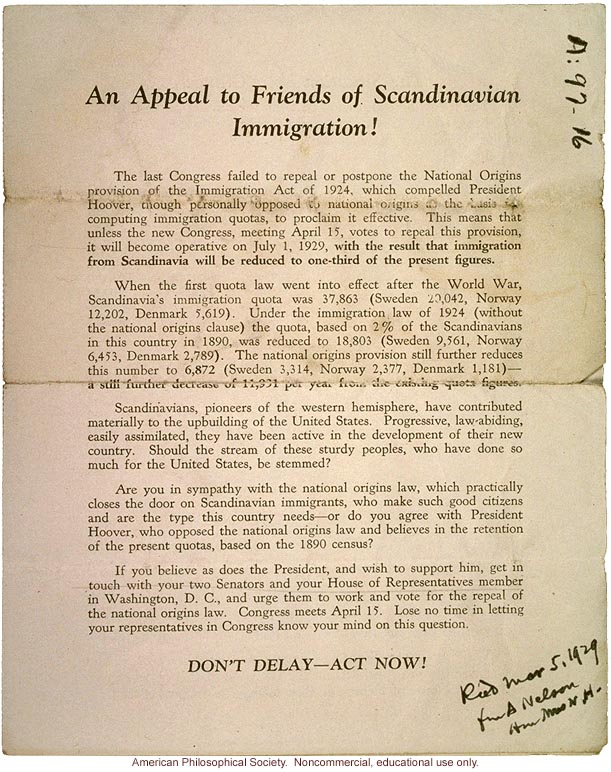 A:97-16
An Appeal to Friends of Scandinavian
Immigration!
The last Congress failed to repeal or postpone the National Origins
provision of the Immigration Act of 1924, which compelled President
Hoover, though personally opposed to national origins as the basis
computing immigration quotas, to proclaim it effective. This means that
unless the new Congress, meeting April 15, votes to repeal this provision,
it will become operative on July 1, 1929, with the result that immigration
from Scandinavia will be reduced to one-third of the present figures.
When the first quota law went into effect after the World War,
Scandinavia's immigration quota was 37,863 (Sweden 20,042, Norway
12,202, Denmark 5,619). Under the immigration law of 1924 (without
the national origins clause) the quota, based on 2% of the Scandinavians
in this country in 1890, was reduced to 18,803 (Sweden 9,561, Norway
6,453, Denmark 2,789). The national origins provision still further reduces
this number to 6,872 (Sweden 3,314, Norway 2,377, Denmark 1,181)—
a still further decrease of 11,931 per year from the existing quota figures.
Scandinavians, pioneers of the western hemisphere, have contributed
materially to the upbuilding of the United States. Progressive, law-abiding,
easily assimilated, they have been active in the development of their new
country. Should the stream of these sturdy peoples, who have done so
much for the United States, be stemmed?
Are you in sympathy with the national origins law, which practically
closes the door on Scandinavian immigrants, who make such good citizens
and are the type this country needs—or do you agree with President
Hoover, who opposed the national origins law and believes in the retention
of the present quotas, based on the 1890 census?
If you believe as does the President, and wish to support him, get in
touch with your two Senators and your House of Representatives member
in Washington, D. C., and urge them to work and vote for the repeal of
the national origins law. Congress meets April 15. Lose no time in letting
your representatives in Congress know your mind on this question.
DON'T DELAY—ACT NOW!
Rec'd Mar 5, 1929
fm A Nelson
American Philosophical Society. Noncommercial, educational use only.